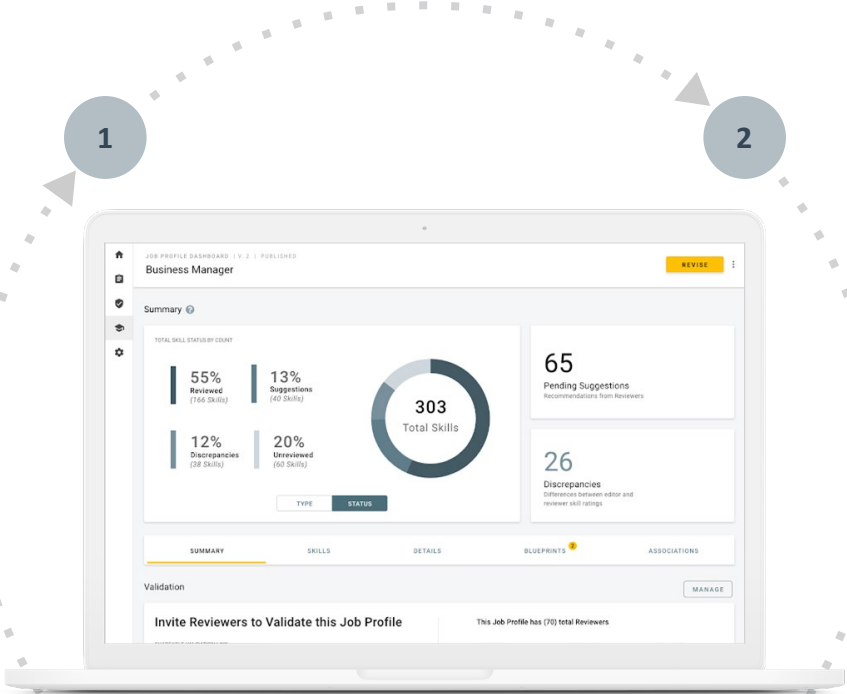 1
2
JOB PROFILE DASHBOARD | V. 2 | PUBLISHED
Business Manager
REVISE
Summary
TOTAL SKILL STATUS BY COUNT
55%
Reviewed
(166 Skills)
13%
Suggestions
(40 Skills)
12%
Discrepancies
(38 Skills)
20%
Unreviewed
(60 Skills)
303
Total Skills
TYPE STATUS
65
Pending Suggestions
Recommendations from Reviewers
26
Discrepancies
Differences between editor and
reviewer skill ratings
SUMMARY SKILLS DETAILS BLUEPRINTS ASSOCIATIONS
Validation
MANAGE
Invite Reviewers to Validate this Job Profile
This Job Profile has (70) total Reviewers